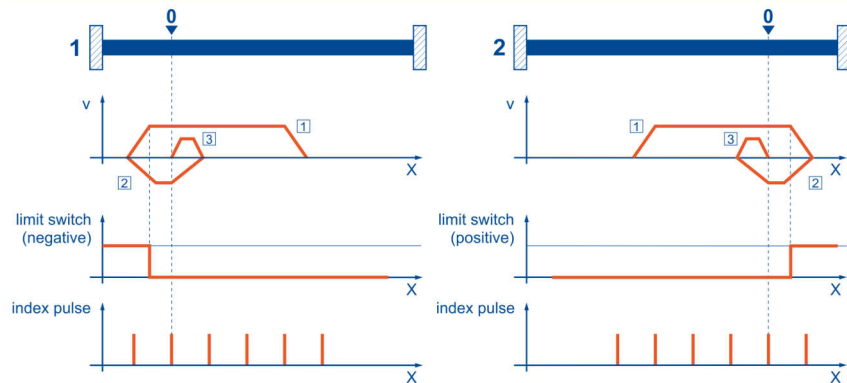 0
1
v
1
3
2
X
limit switch
(negative)
X
index pulse
X
0
2
v
1
3
2
X
limit switch
(positive)
X
index pulse
X